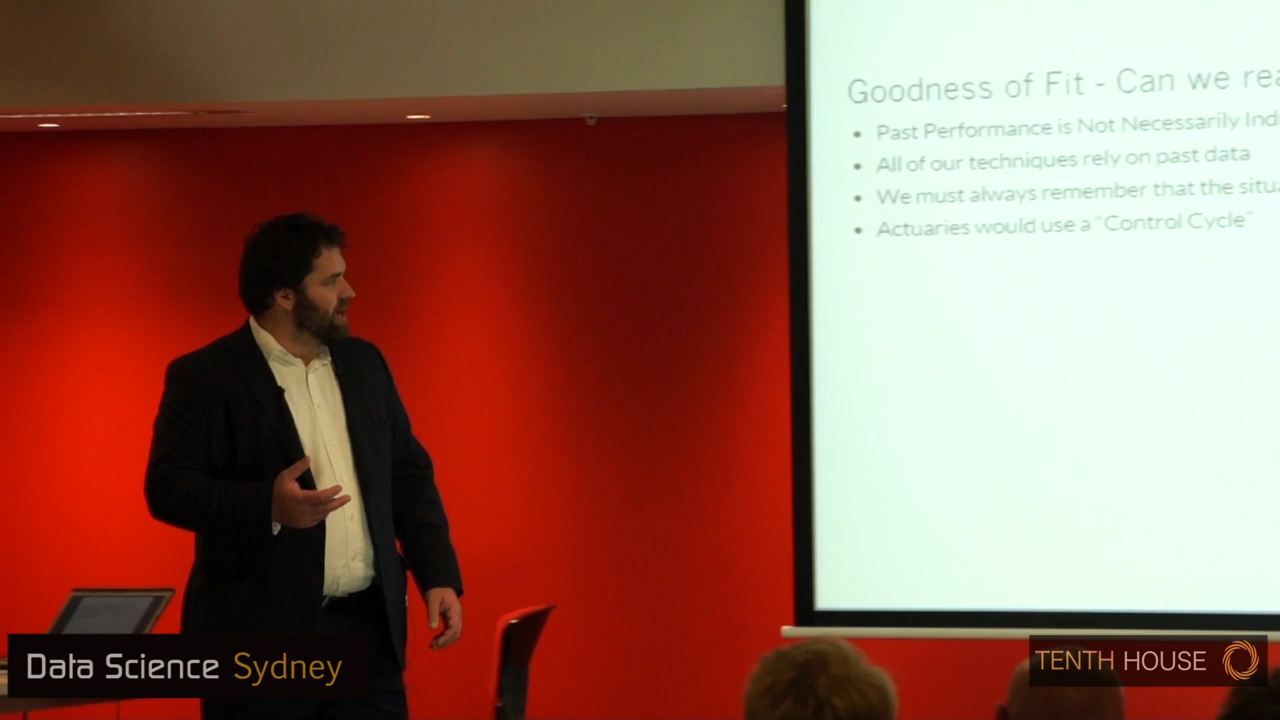 Goodness of Fit - Can we rea
Past Performance is Not Necessarily Indi
All of our techniques rely on past data
We must always remember that the situa
Actuaries would use a "Control Cycle"
Data Science Sydney
TENTH HOUSE